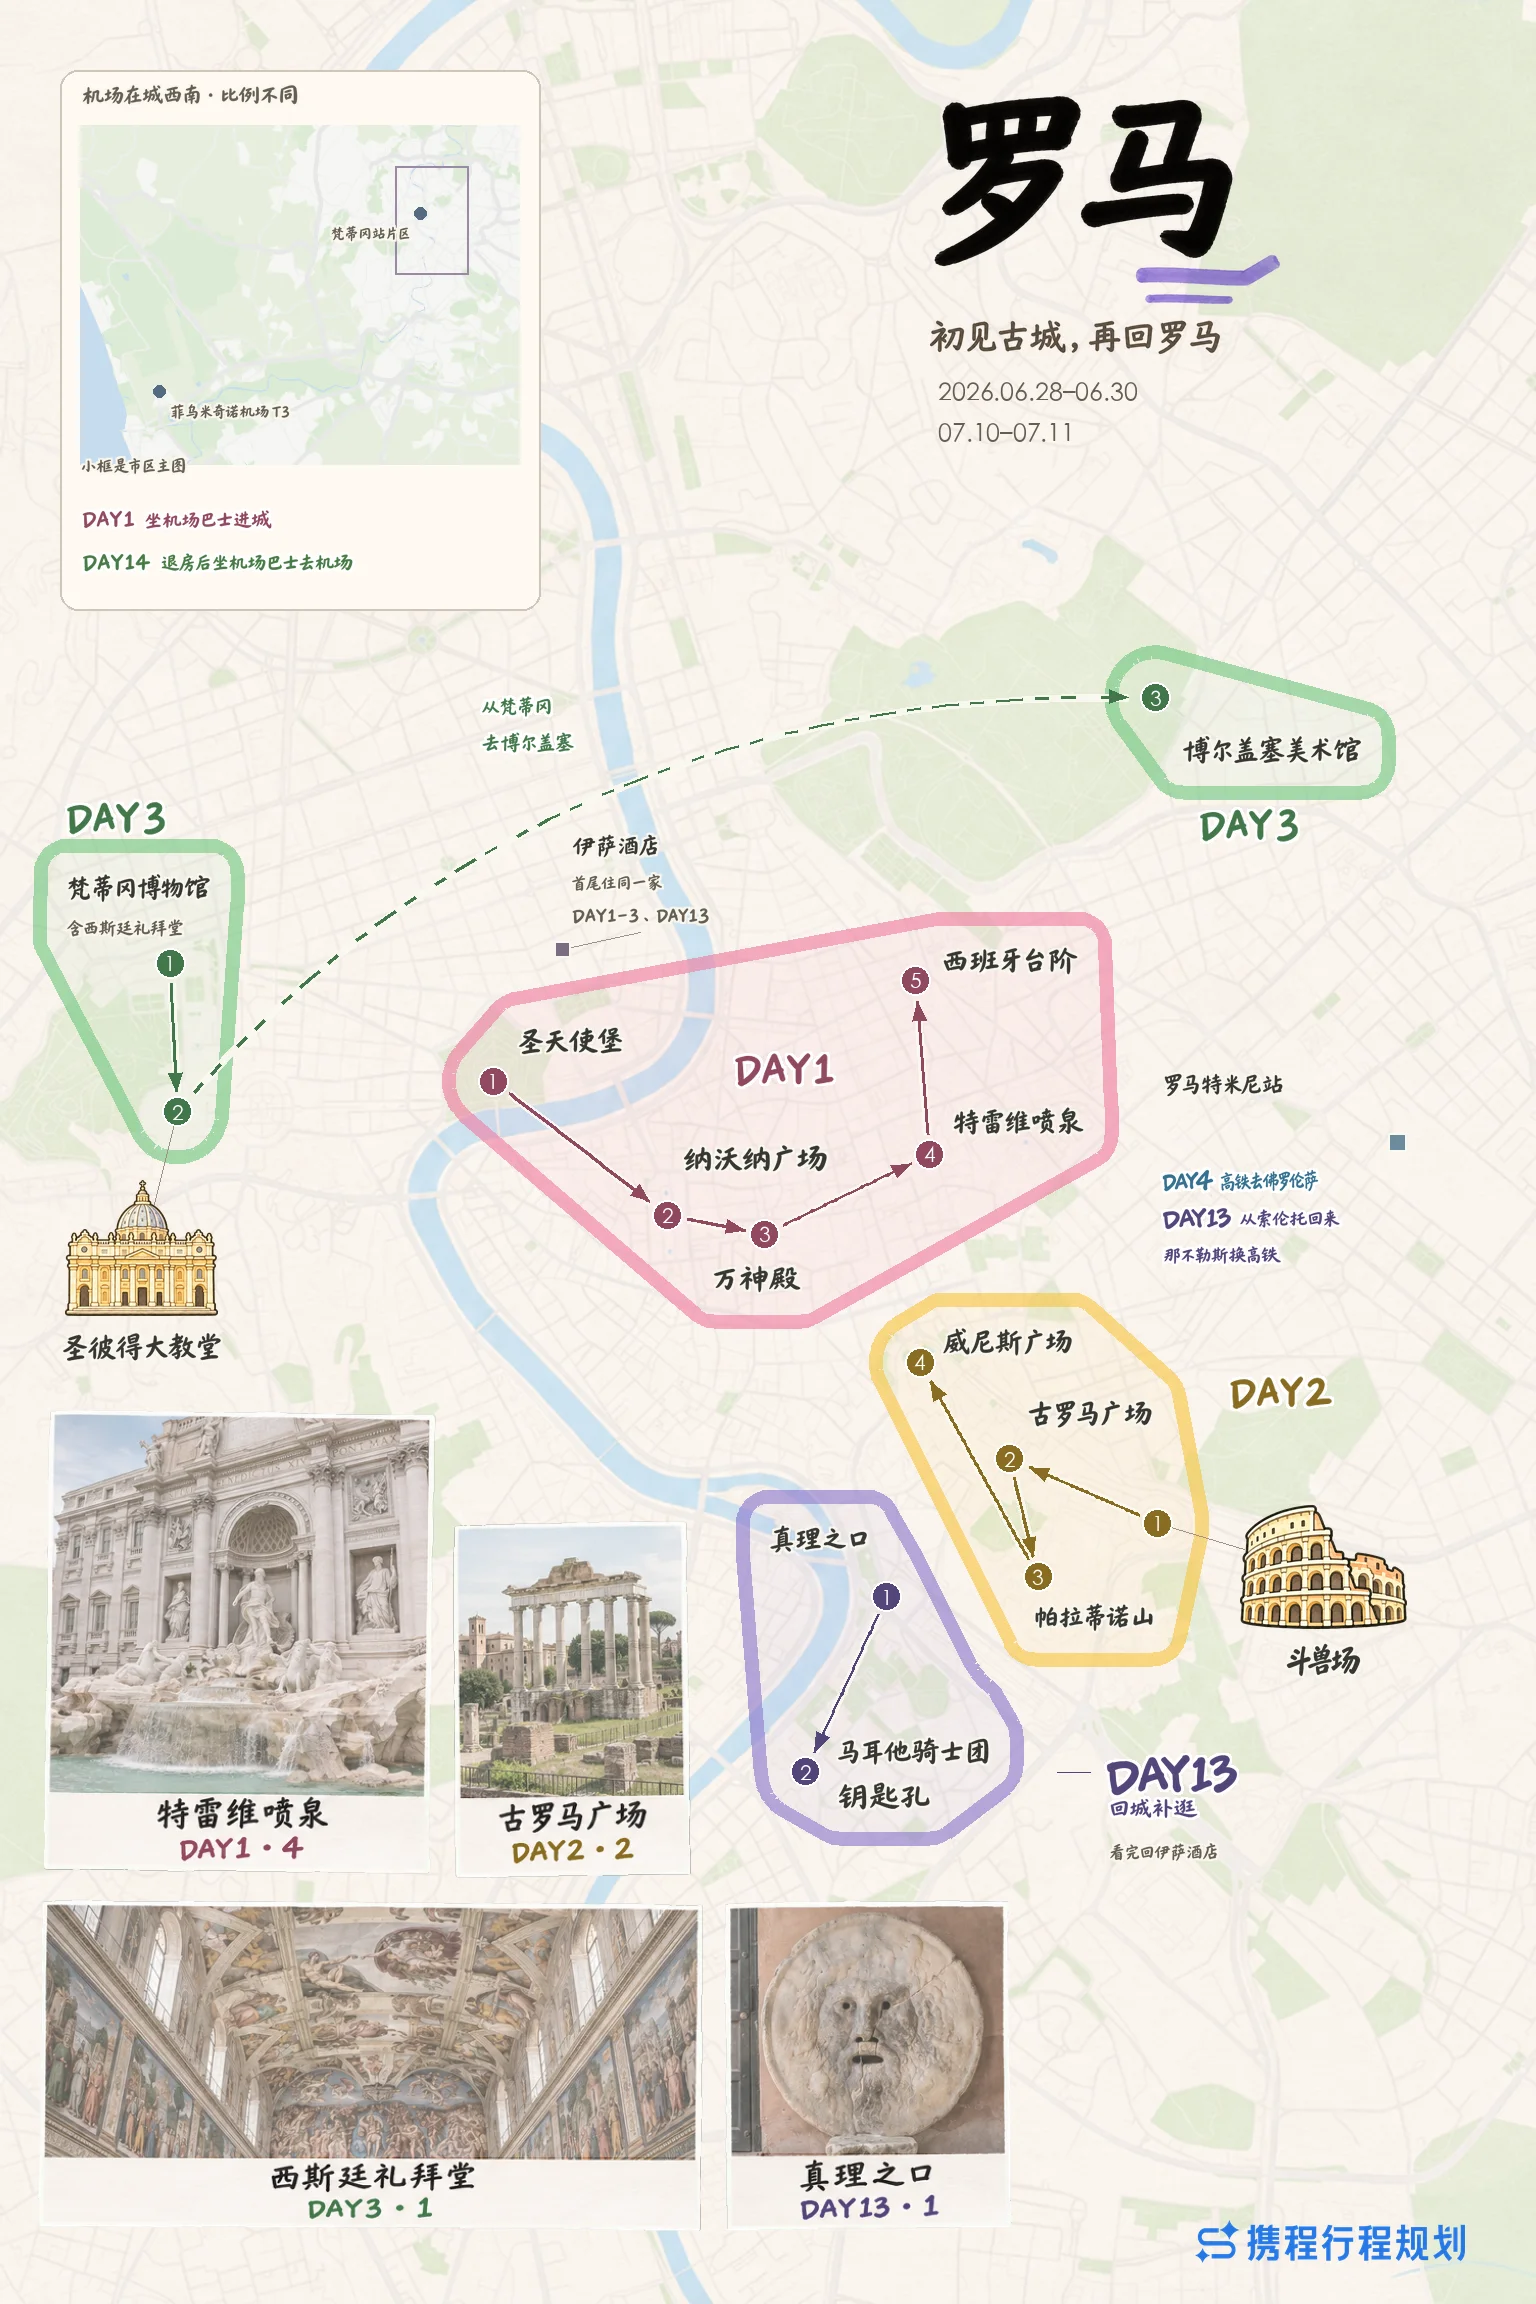 机场在城西南·比例不同
梵蒂冈站片区
菲乌米奇诺机场T3
小框是市区主图
DAY1 坐机场巴士进城
DAY14 退房后坐机场巴士去机场
罗马
初见古城，再回罗马
2026.06.28–06.30
07.10–07.11
从梵蒂冈
去博尔盖塞
3
博尔盖塞美术馆
DAY3
DAY3
梵蒂冈博物馆
含西斯廷礼拜堂
1
2
圣彼得大教堂
伊萨酒店
首尾住同一家
DAY1-3、DAY13
5 西班牙台阶
圣天使堡
1
DAY1
特雷维喷泉
4
纳沃纳广场
2
3
万神殿
罗马特米尼站
DAY4 高铁去佛罗伦萨
DAY13 从索伦托回来
那不勒斯换高铁
威尼斯广场
4
DAY2
古罗马广场
2
1
3
帕拉蒂诺山
斗兽场
真理之口
1
2
马耳他骑士团
钥匙孔
DAY13
回城补逛
看完回伊萨酒店
特雷维喷泉
DAY1·4
古罗马广场
DAY2·2
西斯廷礼拜堂
DAY3·1
真理之口
DAY13·1
携程行程规划